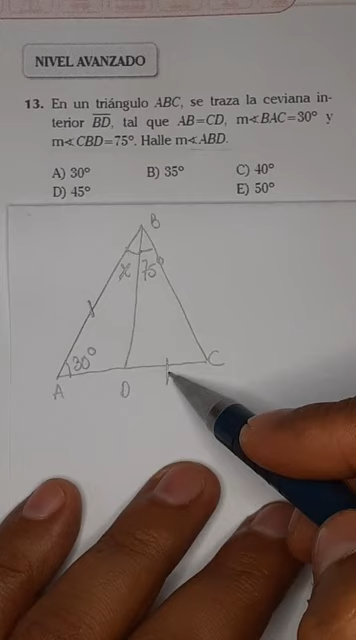 NIVEL AVANZADO
13. En un triángulo ABC, se traza la ceviana in-
terior BD, tal que AB=CD, m∢BAC=30° y
m∢CBD=75°. Halle m∢ABD.
A) 30° B) 35° C) 40°
D) 45° E) 50°
B
x 75°
30°
C
A D